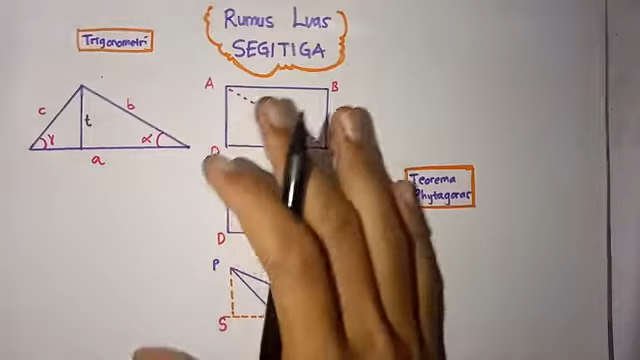 Rumus Luas
SEGITIGA
Trigonometri
A
B
c
b
t
γ
α
a
D
Teorema
Phytagoras
D
P
S